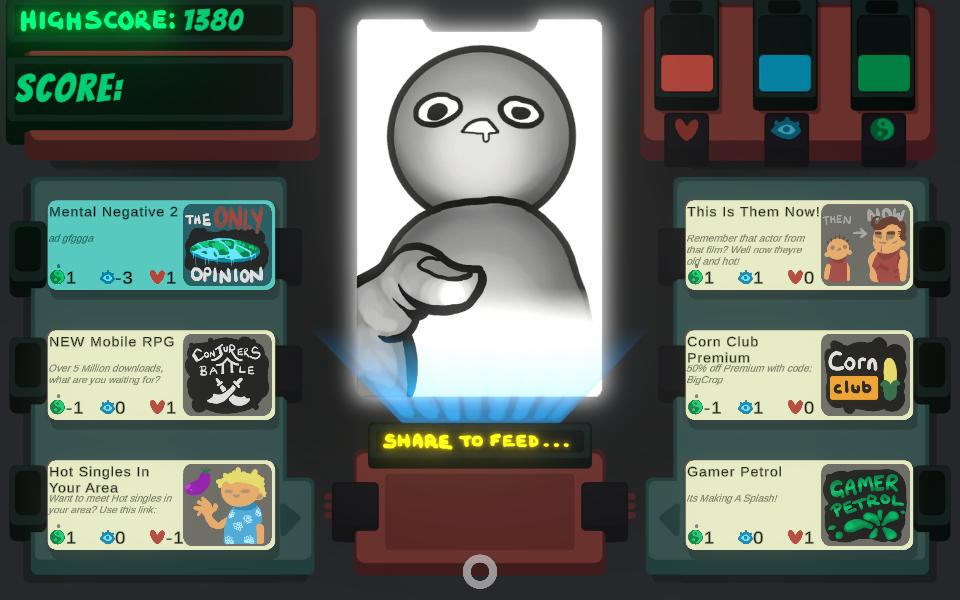 HIGHSCORE: 1380
SCORE:
Mental Negative 2
ad gfggga
1 -3 1
THE ONLY
OPINION
NEW Mobile RPG
Over 5 Million downloads,
what are you waiting for?
-1 0 1
CONJURERS
BATTLE
Hot Singles In
Your Area
Want to meet Hot singles in
your area? Use this link:
1 0 -1
SHARE TO FEED...
This Is Them Now!
Remember that actor from
that film? Well now theyre
old and hot!
1 1 0
THEN NOW
Corn Club
Premium
50% off Premium with code:
BigCrop
-1 1 0
Corn
club
Gamer Petrol
Its Making A Splash!
1 0 1
GAMER
PETROL